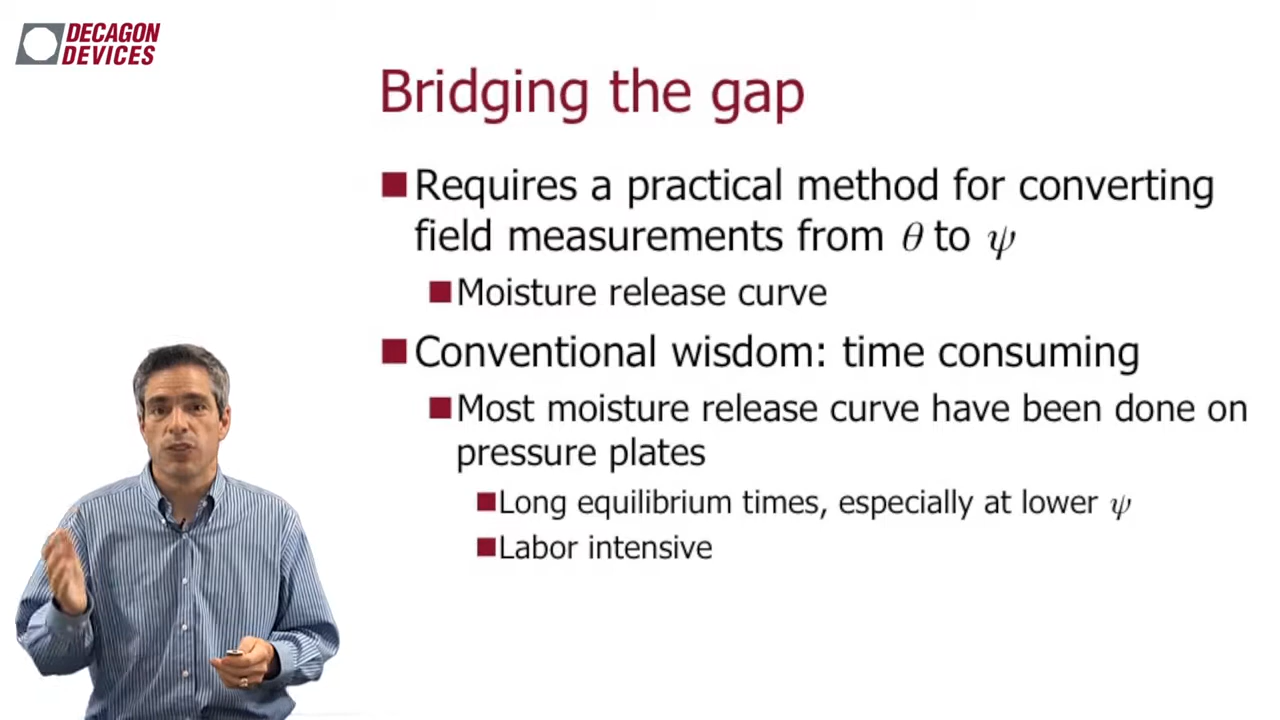 DECAGON
DEVICES
Bridging the gap
Requires a practical method for converting
field measurements from θ to ψ
Moisture release curve
Conventional wisdom: time consuming
Most moisture release curve have been done on
pressure plates
Long equilibrium times, especially at lower ψ
Labor intensive